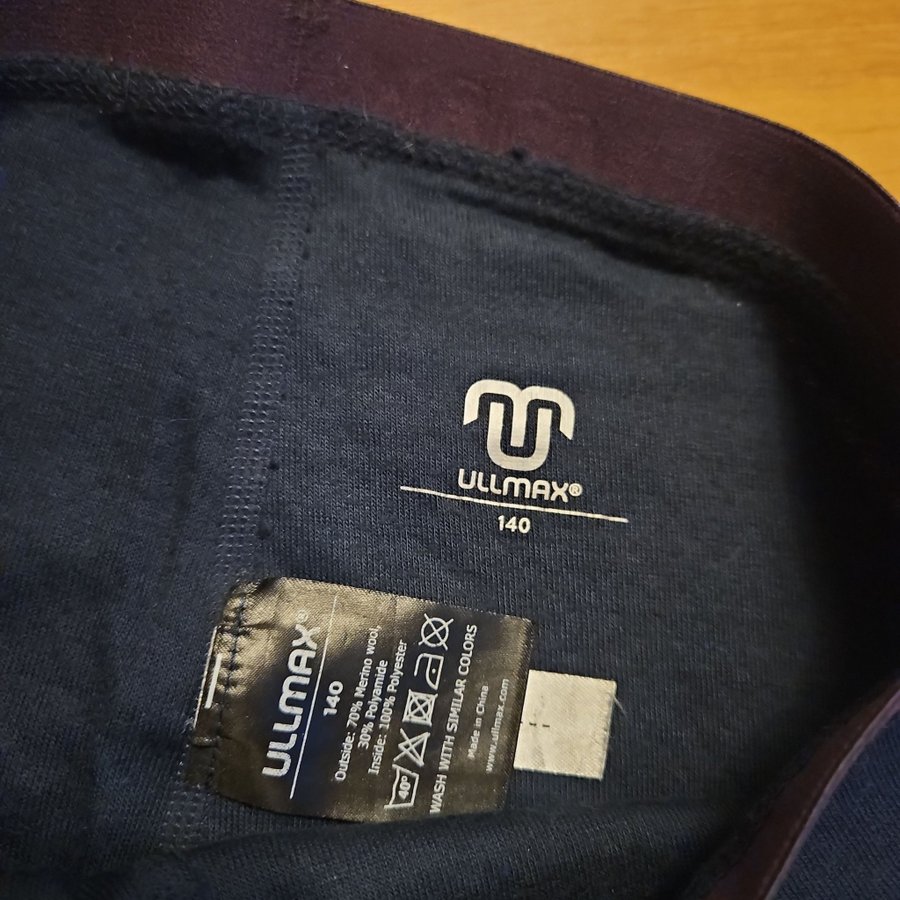 ULLMAX®
140
ULLMAX®
140
Outside: 70% Merino wool,
30% Polyamide
Inside: 100% Polyester
40°
WASH WITH SIMILAR COLORS
Made in China
www.ullmax.com